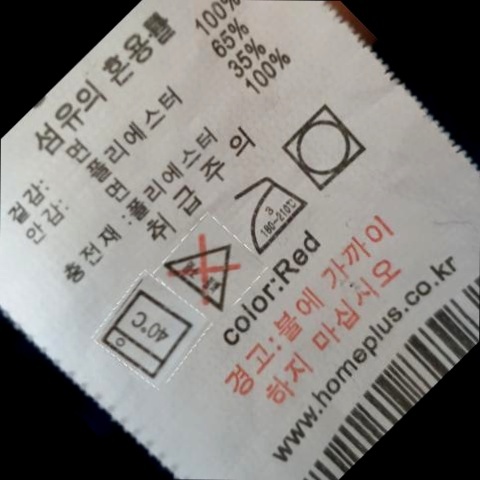 섬유의 혼용률
겉감: 면 100%
안감: 폴리에스터 65%
면 35%
충전재: 폴리에스터 100%
취급주의
40℃
3
180~210℃
color:Red
경고:불에 가까이
하지 마십시오
www.homeplus.co.kr